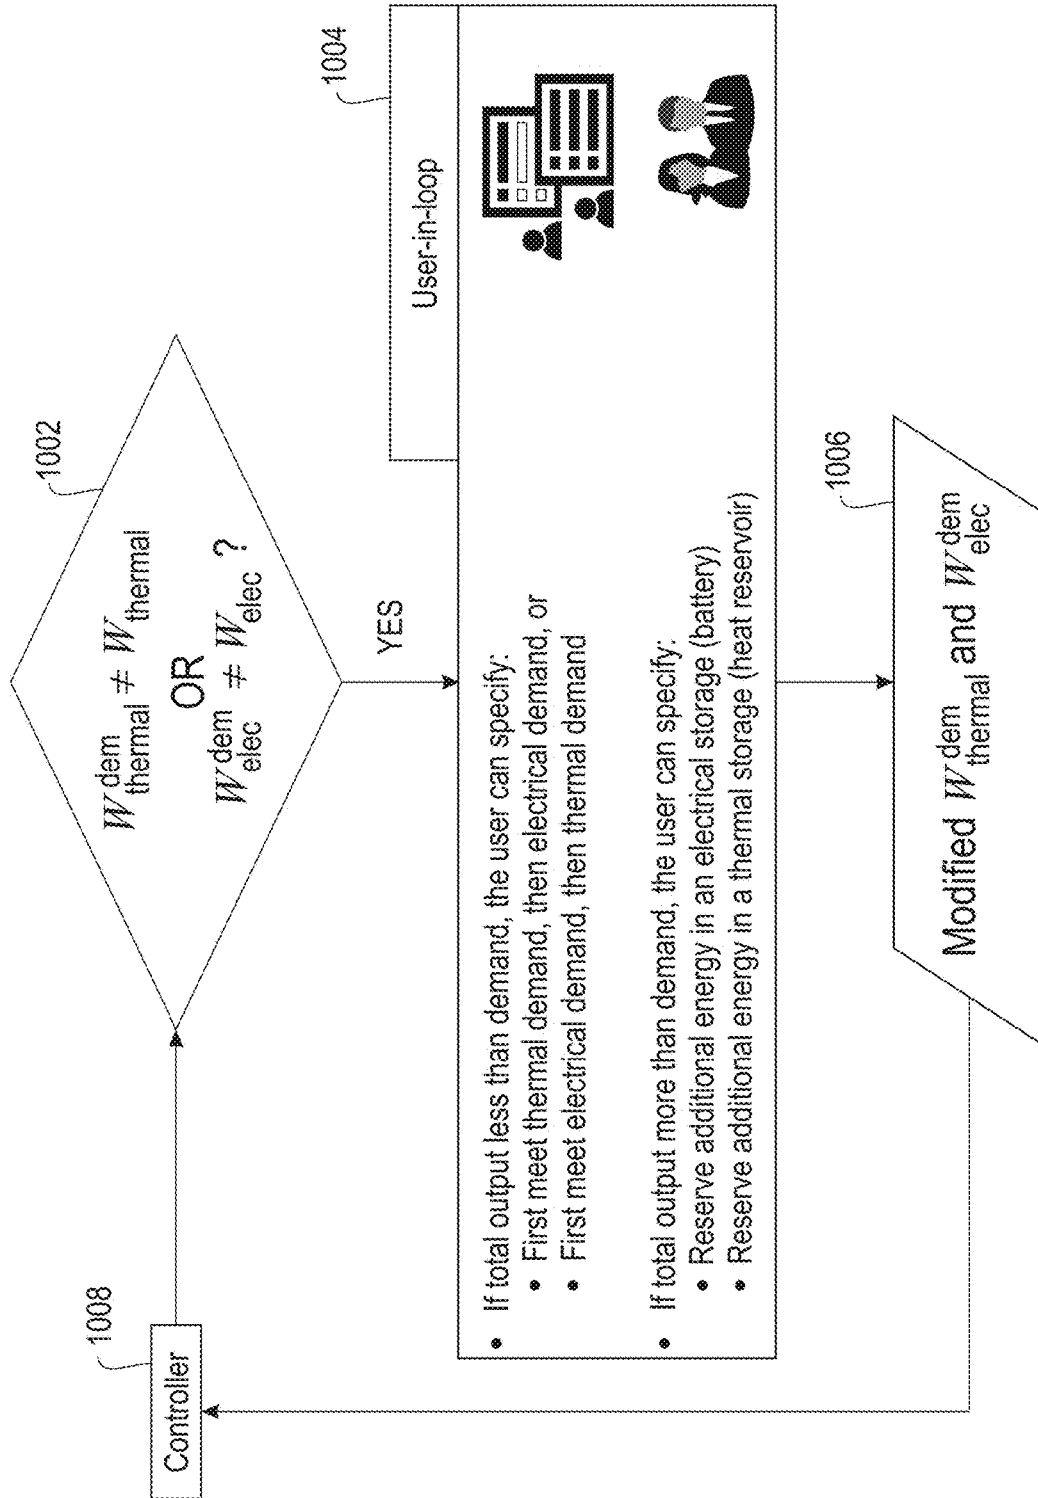 1008
Controller
1002
W^dem_thermal ≠ W_thermal
OR
W^dem_elec ≠ W_elec ?
YES
1004
User-in-loop
• If total output less than demand, the user can specify:
• First meet thermal demand, then electrical demand, or
• First meet electrical demand, then thermal demand
• If total output more than demand, the user can specify:
• Reserve additional energy in an electrical storage (battery)
• Reserve additional energy in a thermal storage (heat reservoir)
1006
Modified W^dem_thermal and W^dem_elec